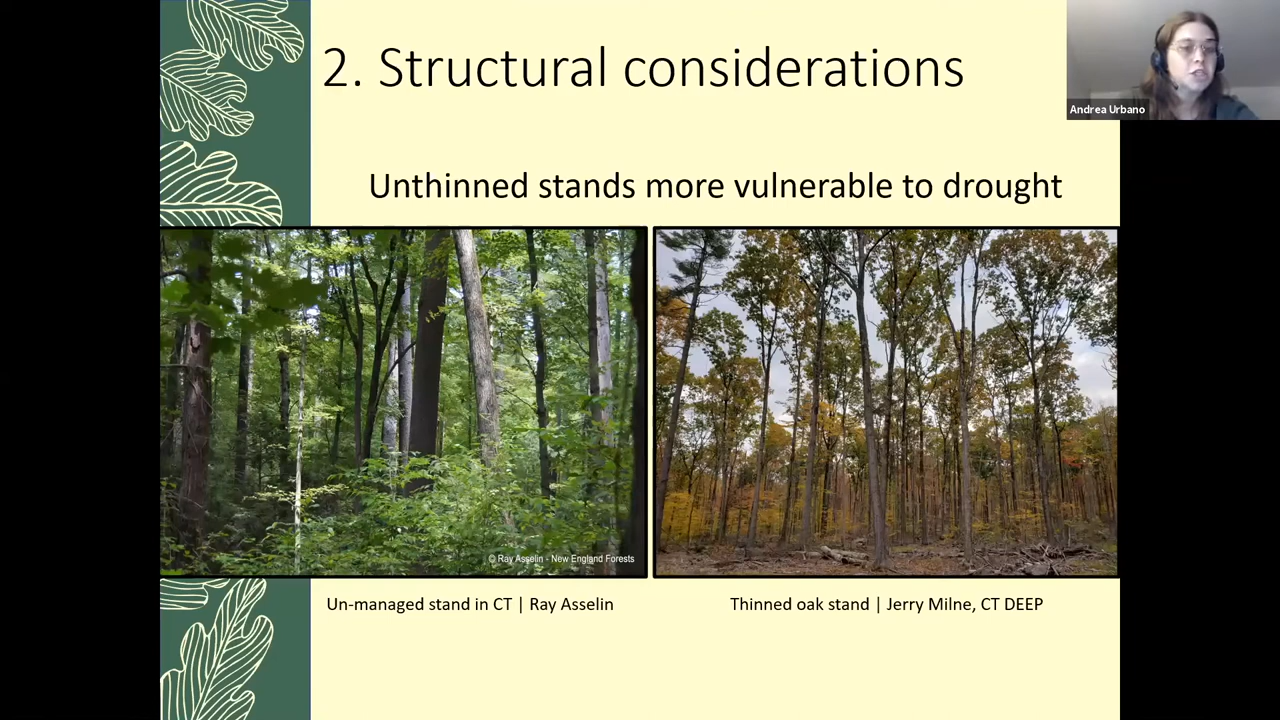 2. Structural considerations
Andrea Urbano
Unthinned stands more vulnerable to drought
© Ray Asselin - New England Forests
Un-managed stand in CT | Ray Asselin
Thinned oak stand | Jerry Milne, CT DEEP